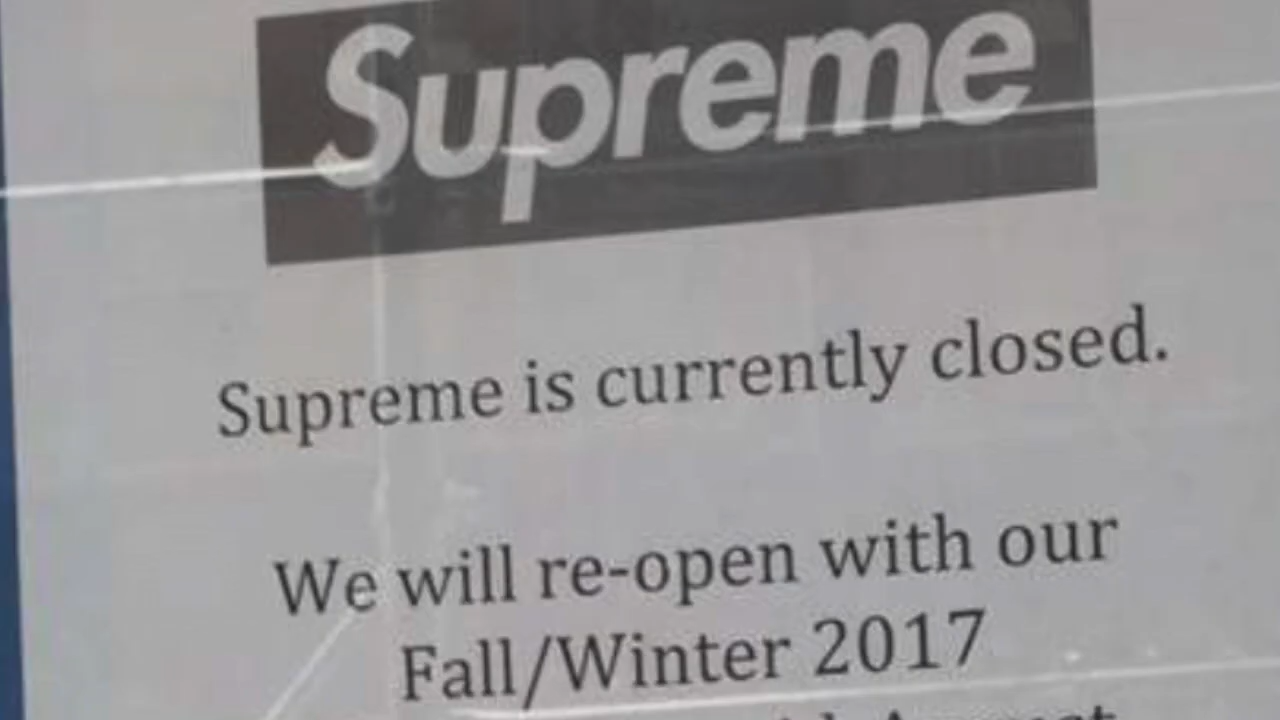 Supreme
Supreme is currently closed.
We will re-open with our
Fall/Winter 2017